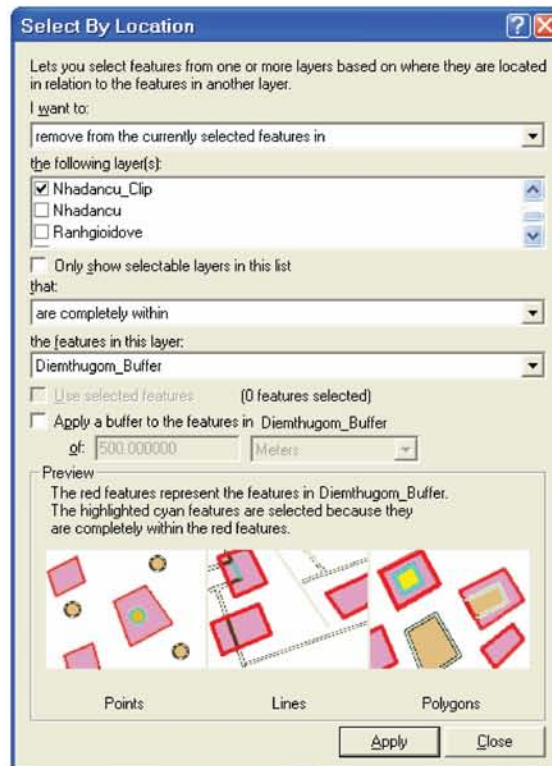 Select By Location
Lets you select features from one or more layers based on where they are located
in relation to the features in another layer.
I want to:
remove from the currently selected features in
the following layer(s):
Nhadancu_Clip
Nhadancu
Ranhgioidove
Only show selectable layers in this list
that:
are completely within
the features in this layer:
Diemthugom_Buffer
Use selected features (0 features selected)
Apply a buffer to the features in Diemthugom_Buffer
of: 500.000000 Meters
Preview
The red features represent the features in Diemthugom_Buffer.
The highlighted cyan features are selected because they
are completely within the red features.
Points Lines Polygons
Apply Close